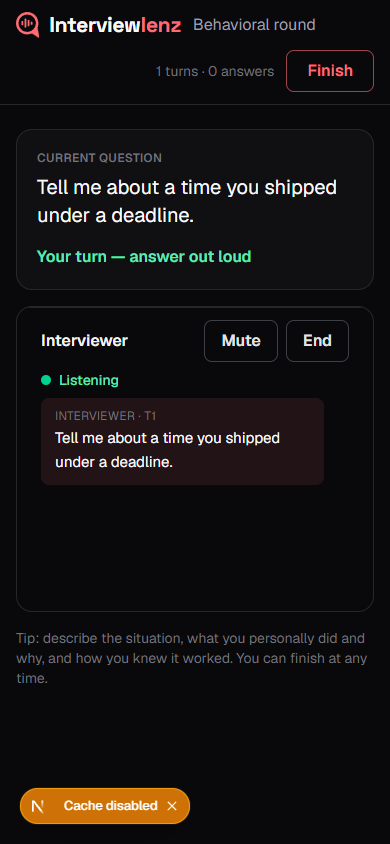 Interviewlenz Behavioral round
1 turns · 0 answers Finish
CURRENT QUESTION
Tell me about a time you shipped
under a deadline.
Your turn — answer out loud
Interviewer Mute End
Listening
INTERVIEWER · T1
Tell me about a time you shipped
under a deadline.
Tip: describe the situation, what you personally did and
why, and how you knew it worked. You can finish at any
time.
Cache disabled